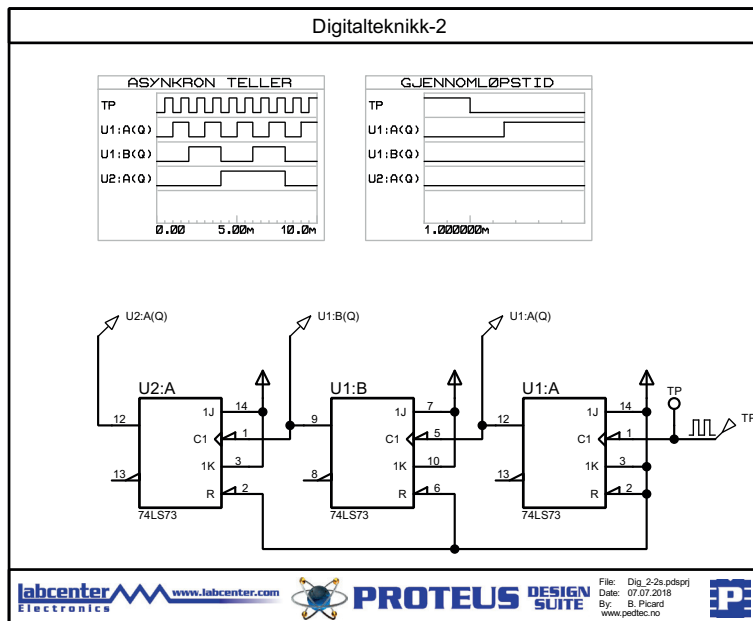 Digitalteknikk-2
ASYNKRON TELLER
TP
U1:A(Q)
U1:B(Q)
U2:A(Q)
0.00 5.00m 10.0m
GJENNOMLØPSTID
TP
U1:A(Q)
U1:B(Q)
U2:A(Q)
1.000000m
U2:A(Q) U1:B(Q) U1:A(Q)
U2:A U1:B U1:A TP
12 1J 14 9 1J 7 12 1J 14
C1 1 C1 5 C1 1 TP
13 1K 3 8 1K 10 13 1K 3
R 2 R 6 R 2
74LS73 74LS73 74LS73
labcenter www.labcenter.com
Electronics
PROTEUS DESIGN SUITE
File: Dig_2-2s.pdsprj
Date: 07.07.2018
By: B. Picard
www.pedtec.no
P